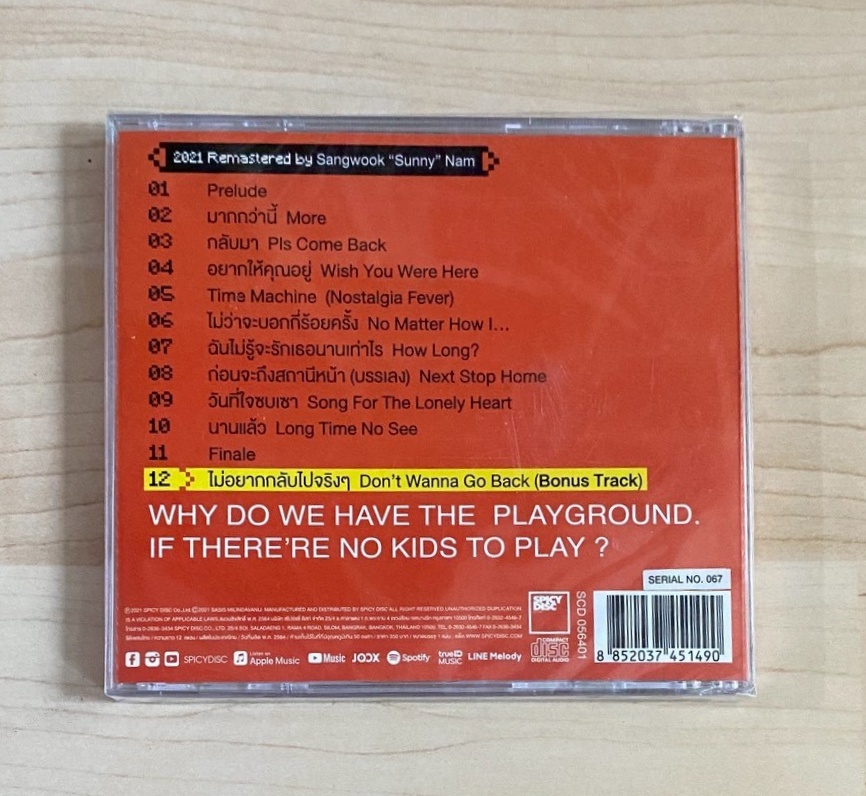 2021 Remastered by Sangwook “Sunny” Nam
01 Prelude
02 มากกว่านี้ More
03 กลับมา Pls Come Back
04 อยากให้คุณอยู่ Wish You Were Here
05 Time Machine (Nostalgia Fever)
06 ไม่ว่าจะบอกกี่ร้อยครั้ง No Matter How I...
07 ฉันไม่รู้จะรักเธอนานเท่าไร How Long?
08 ก่อนจะถึงสถานีหน้า (บรรเลง) Next Stop Home
09 วันที่ใจซบเซา Song For The Lonely Heart
10 นานแล้ว Long Time No See
11 Finale
12 ไม่อยากกลับไปจริงๆ Don't Wanna Go Back (Bonus Track)
WHY DO WE HAVE THE PLAYGROUND.
IF THERE'RE NO KIDS TO PLAY ?
SERIAL NO. 067
SPICY DISC
SCD 056401
COMPACT disc DIGITAL AUDIO
8 852037 451490
SPICYDISC Listen on Apple Music Music JOOX Spotify trueID MUSIC LINE Melody